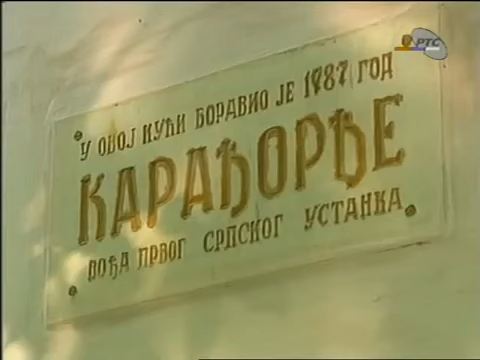 РТС
У ОВОЈ КУЋИ БОРАВИО ЈЕ 1787 ГОД
КАРАЂОРЂЕ
ВОЂА ПРВОГ СРПСКОГ УСТАНКА